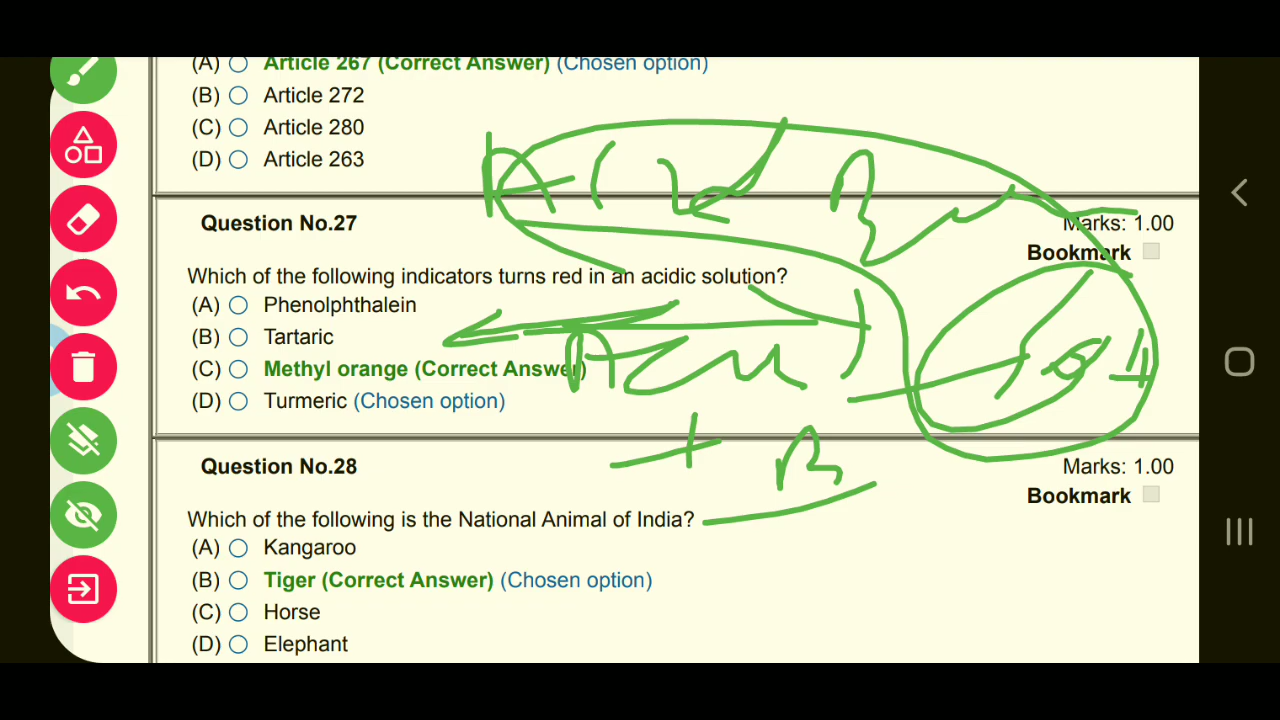 (A) Article 267 (Correct Answer) (Chosen option)
(B) Article 272
(C) Article 280
(D) Article 263
Question No.27 Marks: 1.00
Bookmark
Which of the following indicators turns red in an acidic solution?
(A) Phenolphthalein
(B) Tartaric
(C) Methyl orange (Correct Answer)
(D) Turmeric (Chosen option)
Question No.28 Marks: 1.00
Bookmark
Which of the following is the National Animal of India?
(A) Kangaroo
(B) Tiger (Correct Answer) (Chosen option)
(C) Horse
(D) Elephant